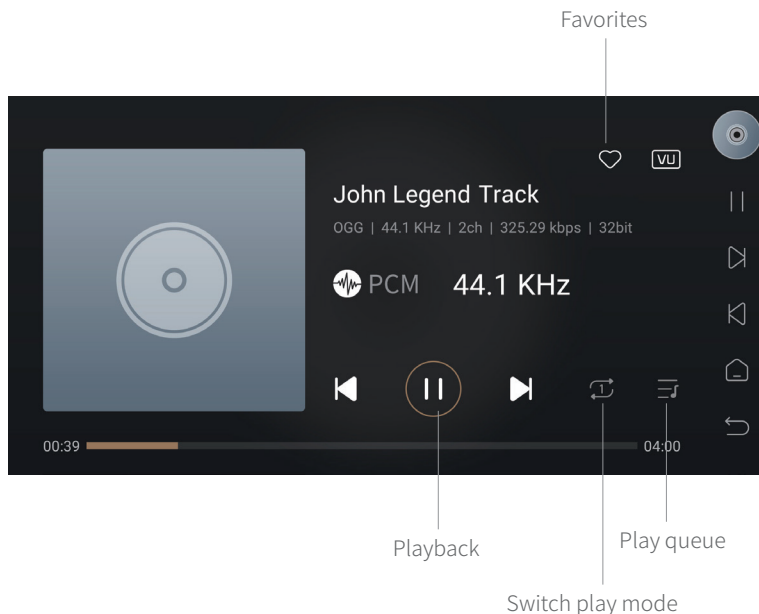 Favorites
VU
John Legend Track
OGG | 44.1 KHz | 2ch | 325.29 kbps | 32bit
PCM 44.1 KHz
1
00:39 04:00
Playback
Play queue
Switch play mode